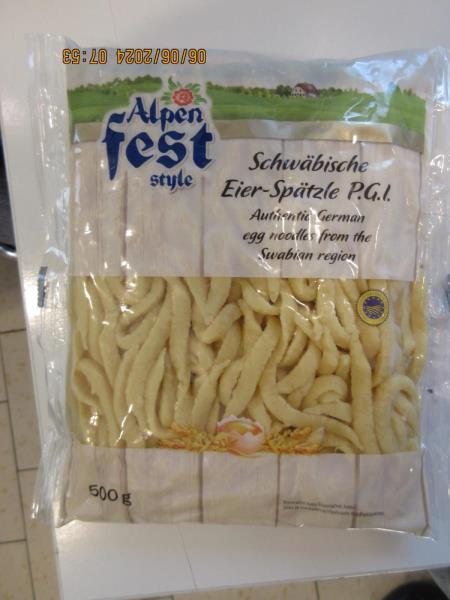 06/06/2024 07:53
Alpen
fest
style
Schwäbische
Eier-Spätzle P.G.I.
Authentic German
egg noodles from the
Swabian region
500 g